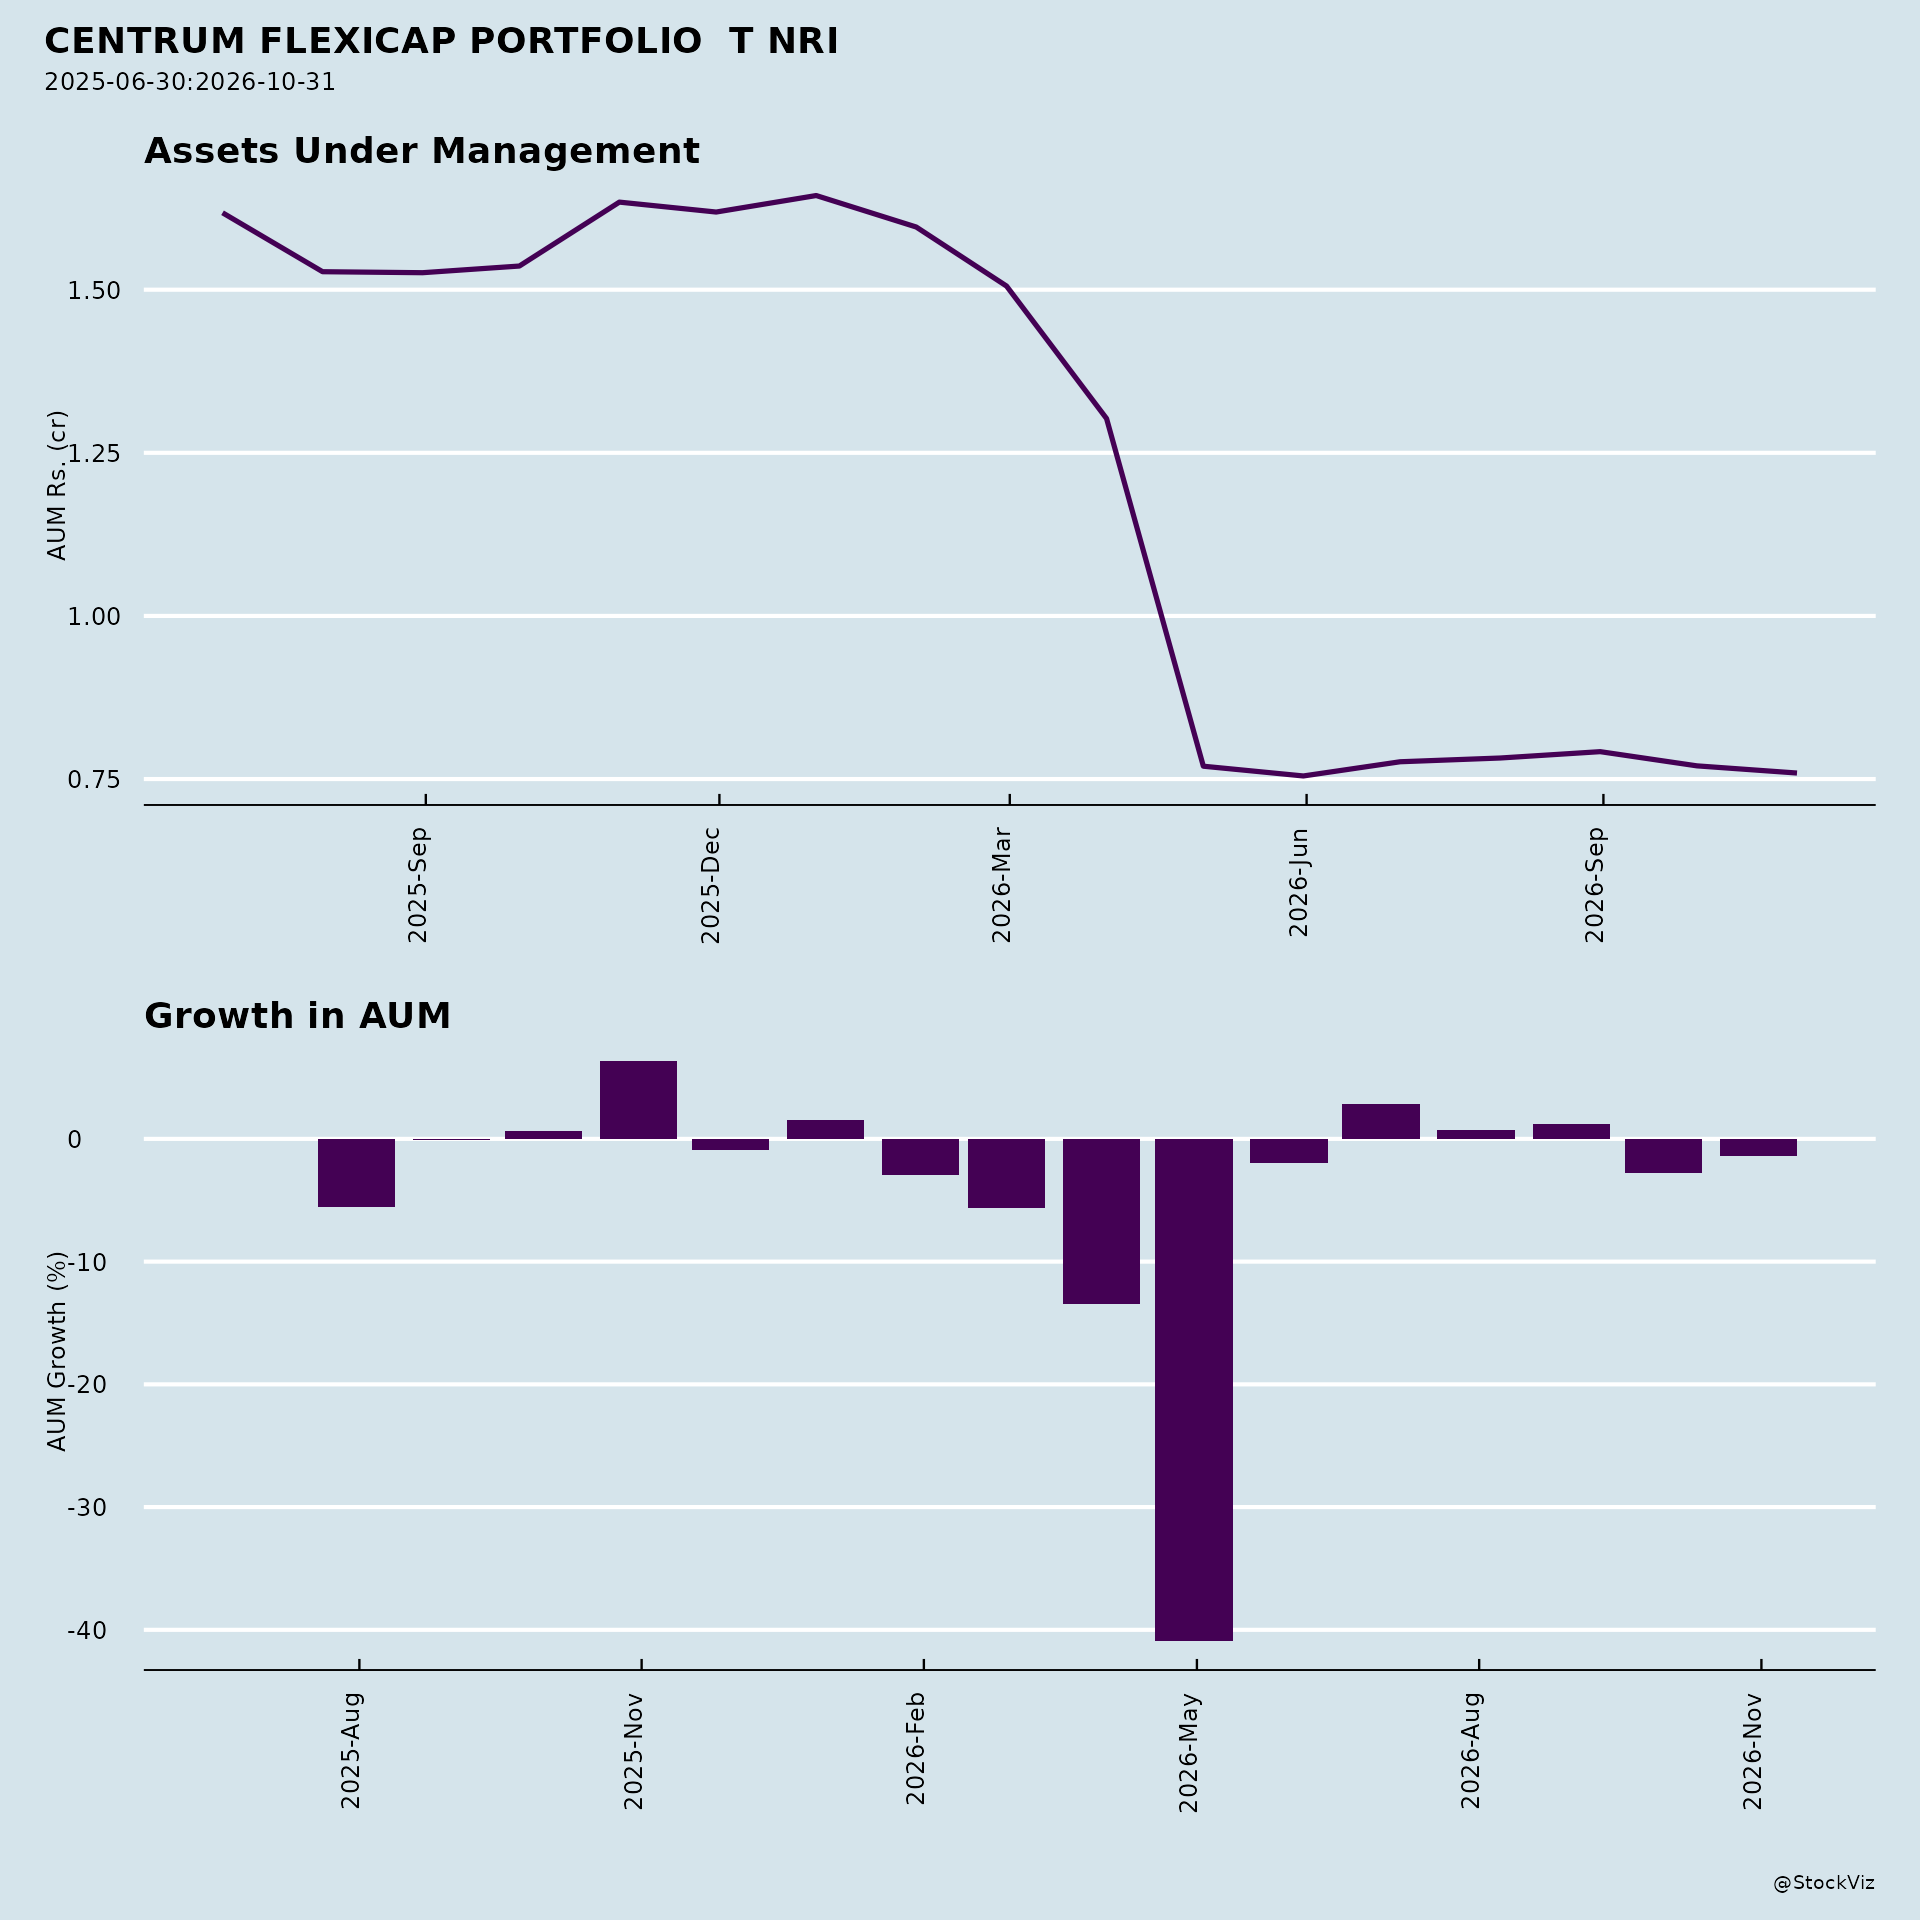 CENTRUM FLEXICAP PORTFOLIO  T NRI
2025-06-30:2026-10-31
Assets Under Management
AUM Rs. (cr)
1.50
1.25
1.00
0.75
2025-Sep
2025-Dec
2026-Mar
2026-Jun
2026-Sep
Growth in AUM
AUM Growth (%)
0
-10
-20
-30
-40
2025-Aug
2025-Nov
2026-Feb
2026-May
2026-Aug
2026-Nov
@StockViz